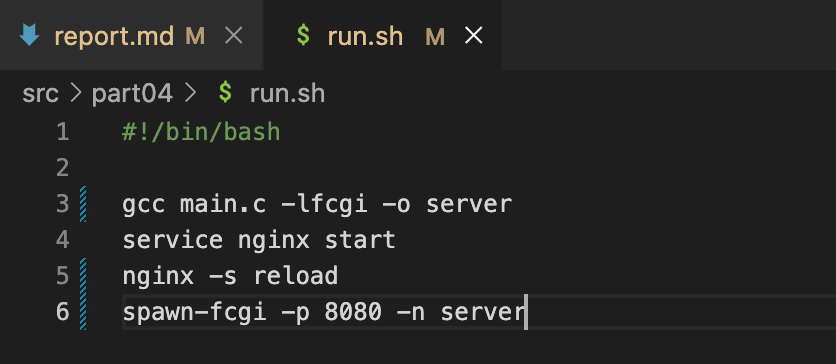 report.md M
$ run.sh M
src > part04 > $ run.sh
1 #!/bin/bash
2
3 gcc main.c -lfcgi -o server
4 service nginx start
5 nginx -s reload
6 spawn-fcgi -p 8080 -n server